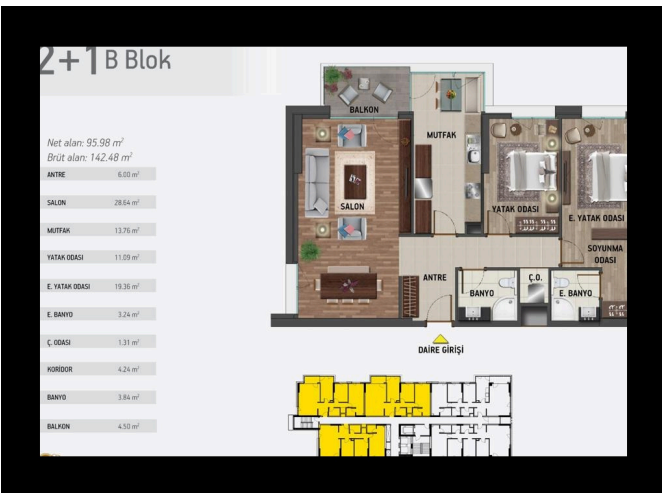 2+1 B Blok
Net alan: 95.98 m²
Brüt alan: 142.48 m²
ANTRE 6.00 m²
SALON 28.64 m²
MUTFAK 13.76 m²
YATAK ODASI 11.09 m²
E. YATAK ODASI 19.36 m²
E. BANYO 3.24 m²
Ç. ODASI 1.31 m²
KORİDOR 4.24 m²
BANYO 3.84 m²
BALKON 4.50 m²
BALKON
MUTFAK
SALON
YATAK ODASI
E. YATAK ODASI
SOYUNMA
ODASI
ANTRE
BANYO
Ç.O.
E. BANYO
DAİRE GİRİŞİ